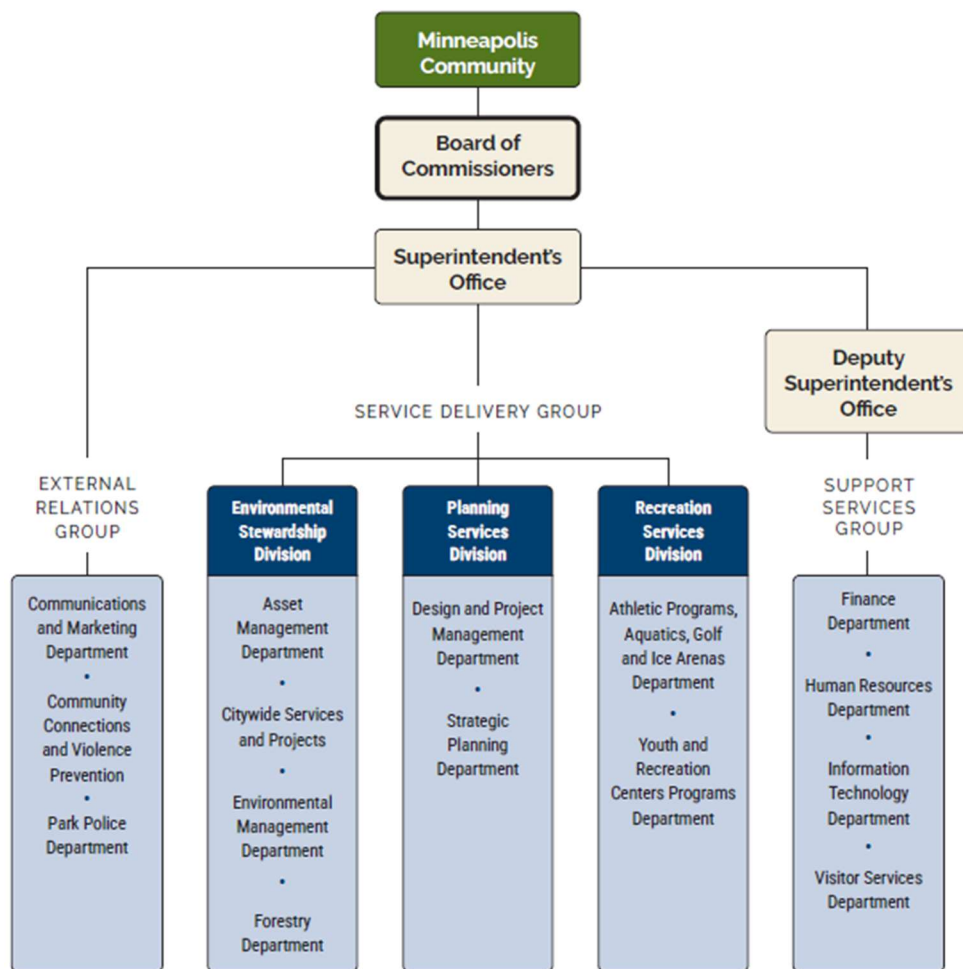 Minneapolis
Community
Board of
Commissioners
Superintendent's
Office
Deputy
Superintendent's
Office
SERVICE DELIVERY GROUP
EXTERNAL
RELATIONS
GROUP
Communications
and Marketing
Department
•
Community
Connections
and Violence
Prevention
•
Park Police
Department
Environmental
Stewardship
Division
Asset
Management
Department
•
Citywide Services
and Projects
•
Environmental
Management
Department
•
Forestry
Department
Planning
Services
Division
Design and Project
Management
Department
•
Strategic
Planning
Department
Recreation
Services
Division
Athletic Programs,
Aquatics, Golf
and Ice Arenas
Department
•
Youth and
Recreation
Centers Programs
Department
SUPPORT
SERVICES
GROUP
Finance
Department
•
Human Resources
Department
•
Information
Technology
Department
•
Visitor Services
Department